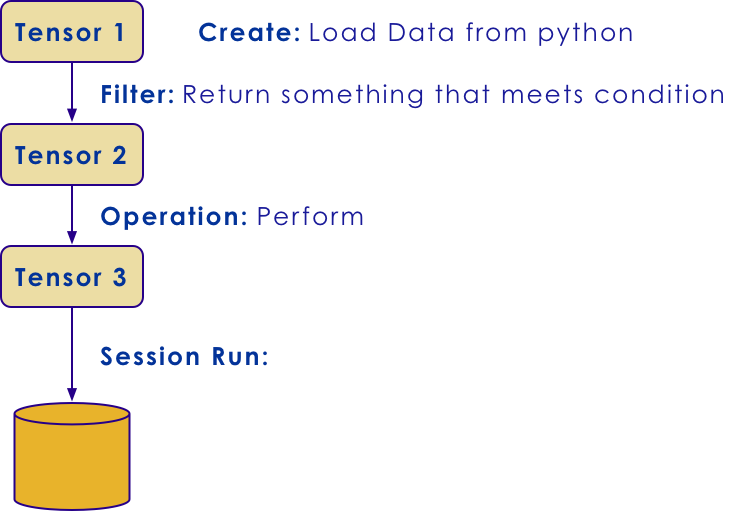 Tensor 1
Create: Load Data from python
Filter: Return something that meets condition
Tensor 2
Operation: Perform
Tensor 3
Session Run: